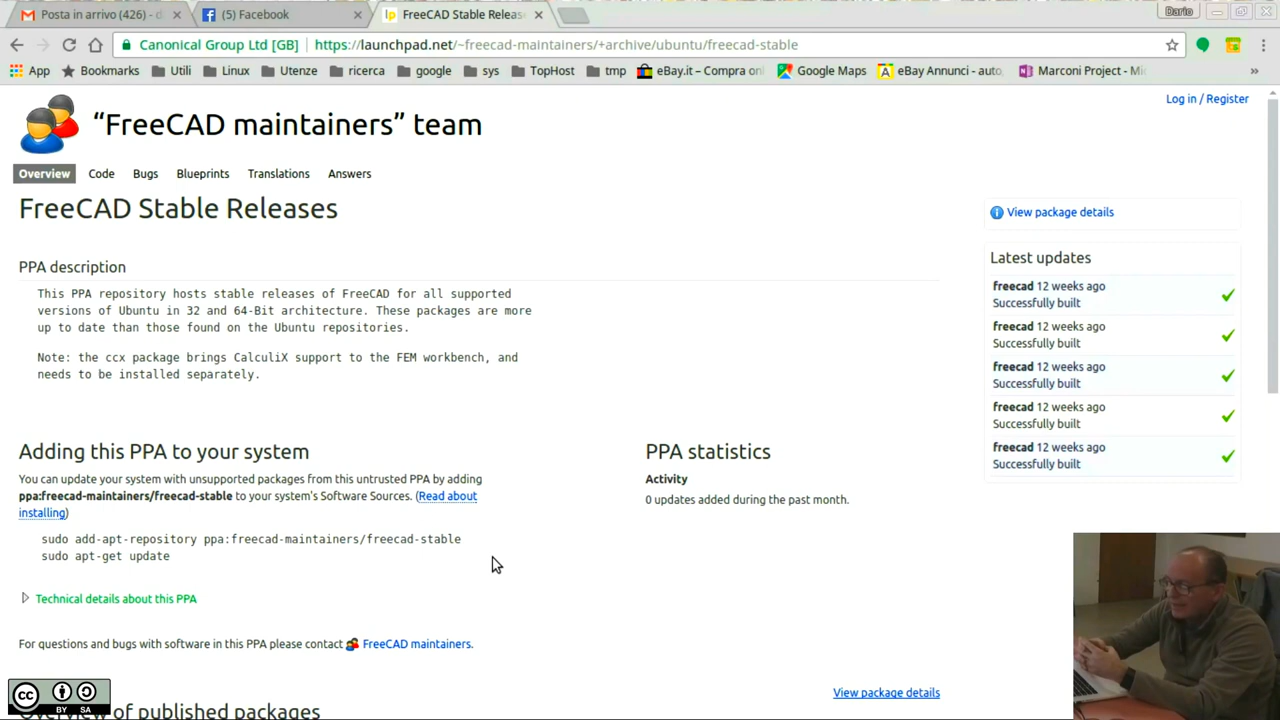 Posta in arrivo (426) - d
(5) Facebook
FreeCAD Stable Releas
Dario
Canonical Group Ltd [GB]
https://launchpad.net/~freecad-maintainers/+archive/ubuntu/freecad-stable
App
Bookmarks
Utili
Linux
Utenze
ricerca
google
sys
TopHost
tmp
eBay.it – Compra onl
Google Maps
eBay Annunci - auto,
Marconi Project - Mi
»
Log in / Register
“FreeCAD maintainers” team
Overview
Code
Bugs
Blueprints
Translations
Answers
FreeCAD Stable Releases
PPA description
This PPA repository hosts stable releases of FreeCAD for all supported
versions of Ubuntu in 32 and 64-Bit architecture. These packages are more
up to date than those found on the Ubuntu repositories.
Note: the ccx package brings CalculiX support to the FEM workbench, and
needs to be installed separately.
Adding this PPA to your system
You can update your system with unsupported packages from this untrusted PPA by adding
ppa:freecad-maintainers/freecad-stable to your system's Software Sources. (Read about
installing)
sudo add-apt-repository ppa:freecad-maintainers/freecad-stable
sudo apt-get update
Technical details about this PPA
For questions and bugs with software in this PPA please contact FreeCAD maintainers.
PPA statistics
Activity
0 updates added during the past month.
View package details
Latest updates
freecad 12 weeks ago
Successfully built
freecad 12 weeks ago
Successfully built
freecad 12 weeks ago
Successfully built
freecad 12 weeks ago
Successfully built
freecad 12 weeks ago
Successfully built
View package details
Overview of published packages
cc
BY SA